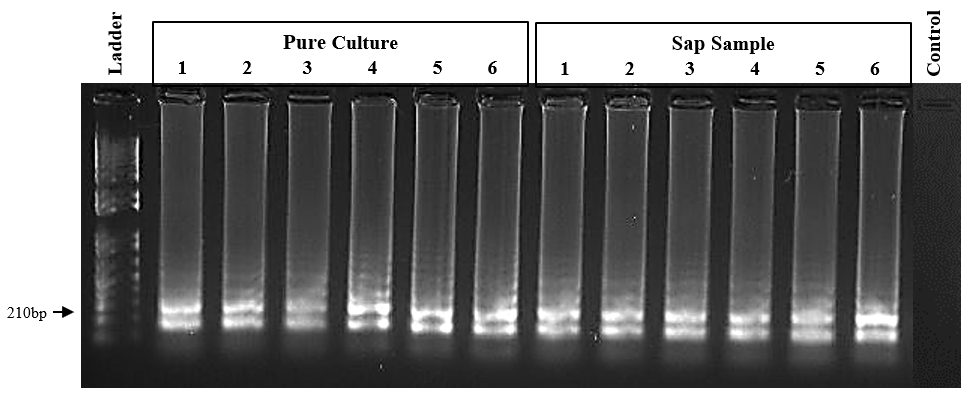 Ladder
Pure Culture
1 2 3 4 5 6
Sap Sample
1 2 3 4 5 6
Control
210bp